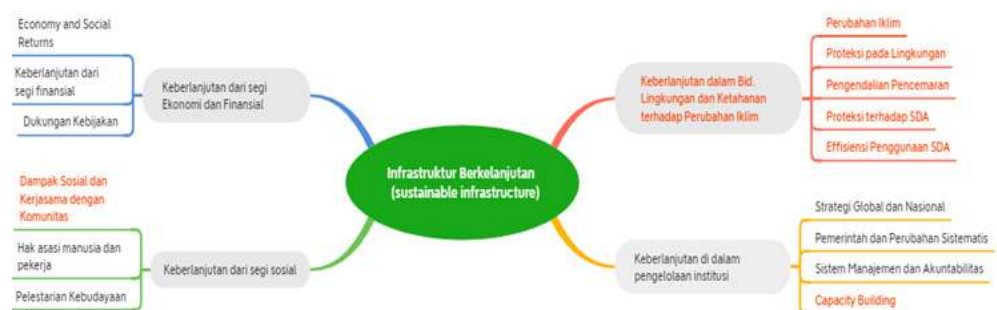 Economy and Social
Returns
Keberlanjutan dari
segi finansial
Dukungan Kebijakan
Keberlanjutan dari segi
Ekonomi dan Finansial
Dampak Sosial dan
Kerjasama dengan
Komunitas
Hak asasi manusia dan
pekerja
Pelestarian Kebudayaan
Keberlanjutan dari segi sosial
Infrastruktur Berkelanjutan
(sustainable infrastructure)
Keberlanjutan dalam Bid.
Lingkungan dan Ketahanan
terhadap Perubahan Iklim
Perubahan Iklim
Proteksi pada Lingkungan
Pengendalian Pencemaran
Proteksi terhadap SDA
Effisiensi Penggunaan SDA
Keberlanjutan di dalam
pengelolaan institusi
Strategi Global dan Nasional
Pemerintah dan Perubahan Sistematis
Sistem Manajemen dan Akuntabilitas
Capacity Building